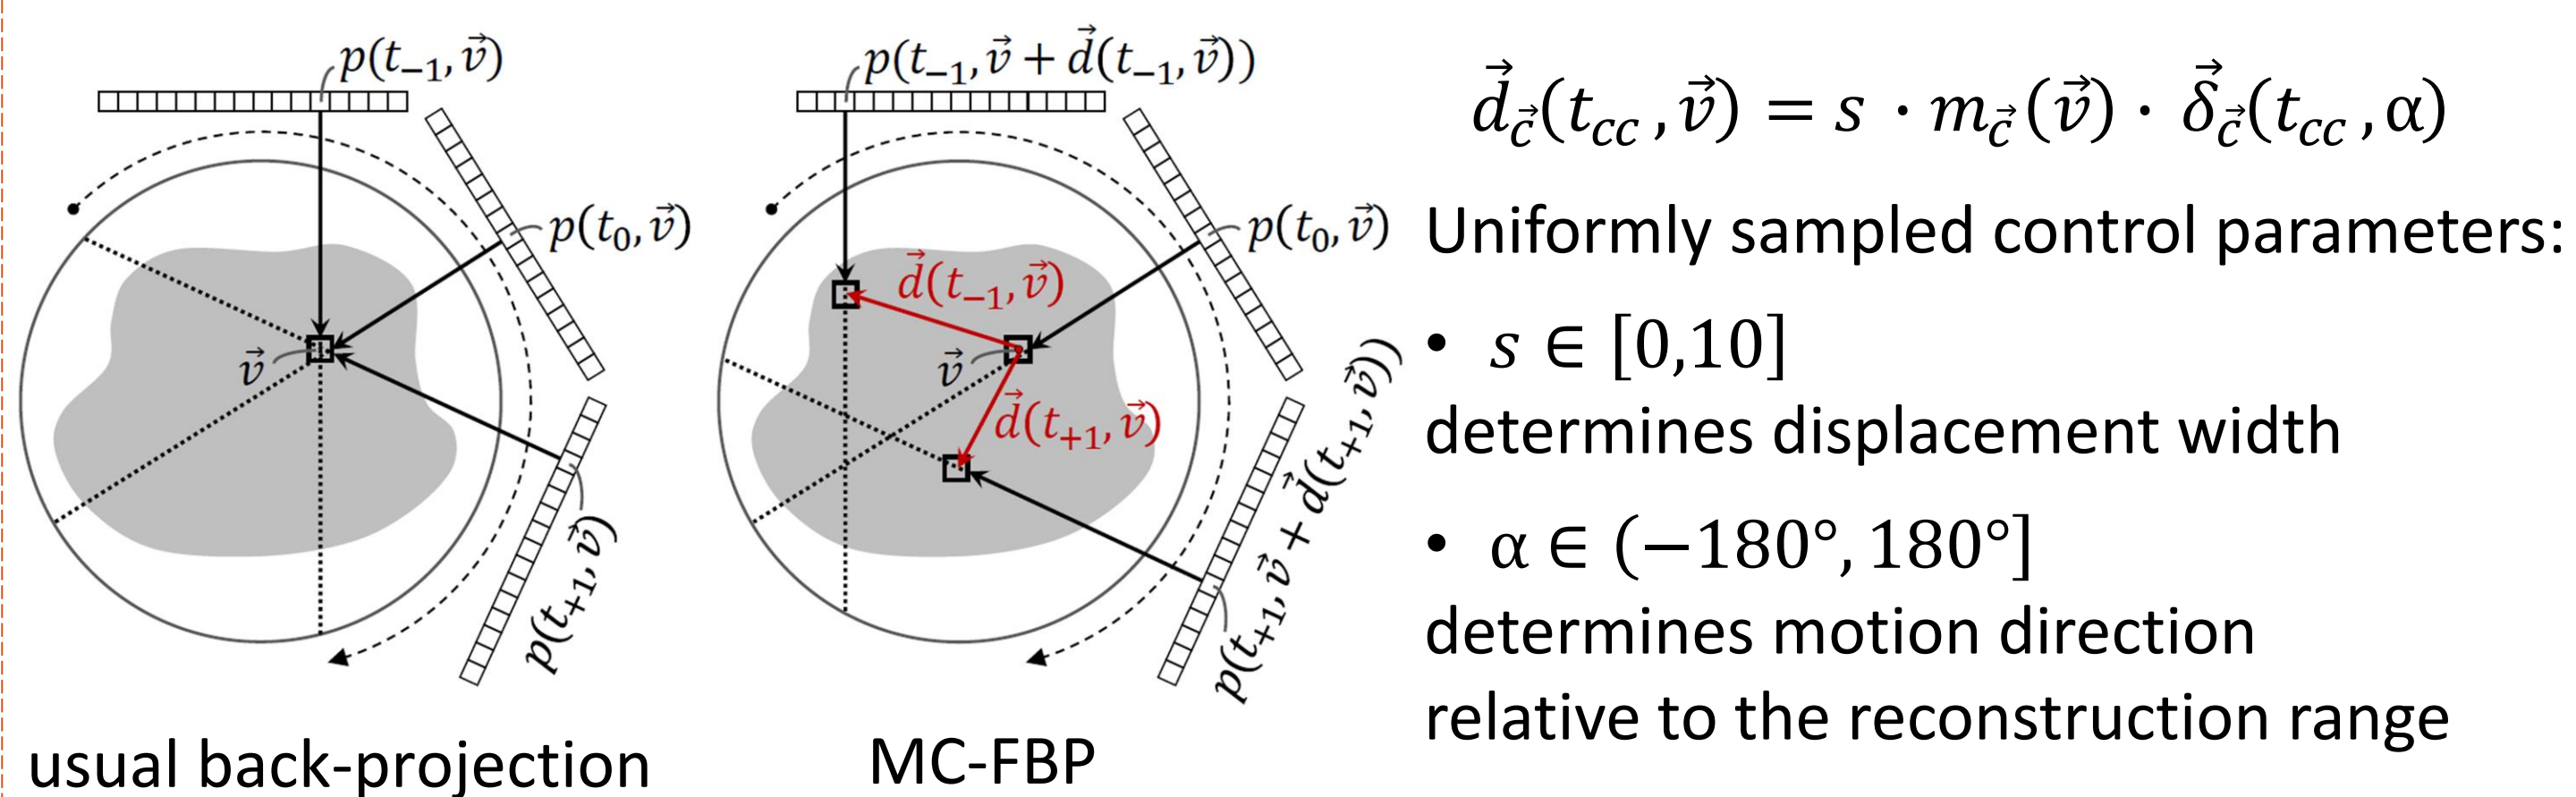 p(t₋₁, v⃗)
p(t₀, v⃗)
v⃗
p(t₊₁, v⃗)
usual back-projection
p(t₋₁, v⃗ + d⃗(t₋₁, v⃗))
p(t₀, v⃗)
d⃗(t₋₁, v⃗)
v⃗
d⃗(t₊₁, v⃗)
p(t₊₁, v⃗ + d⃗(t₊₁, v⃗))
MC-FBP
d⃗_c⃗(t_cc, v⃗) = s · m_c⃗(v⃗) · δ⃗_c⃗(t_cc, α)
Uniformly sampled control parameters:
• s ∈ [0,10]
determines displacement width
• α ∈ (−180°, 180°]
determines motion direction
relative to the reconstruction range